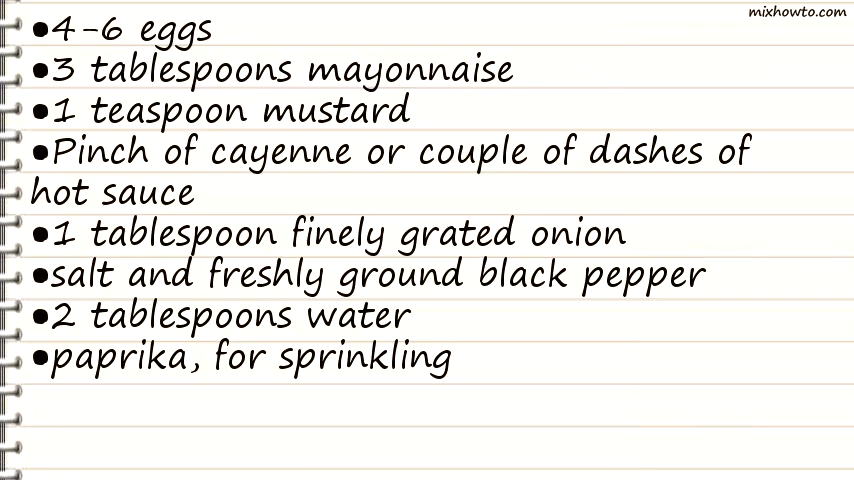 mixhowto.com
•4-6 eggs
•3 tablespoons mayonnaise
•1 teaspoon mustard
•Pinch of cayenne or couple of dashes of
hot sauce
•1 tablespoon finely grated onion
•salt and freshly ground black pepper
•2 tablespoons water
•paprika, for sprinkling